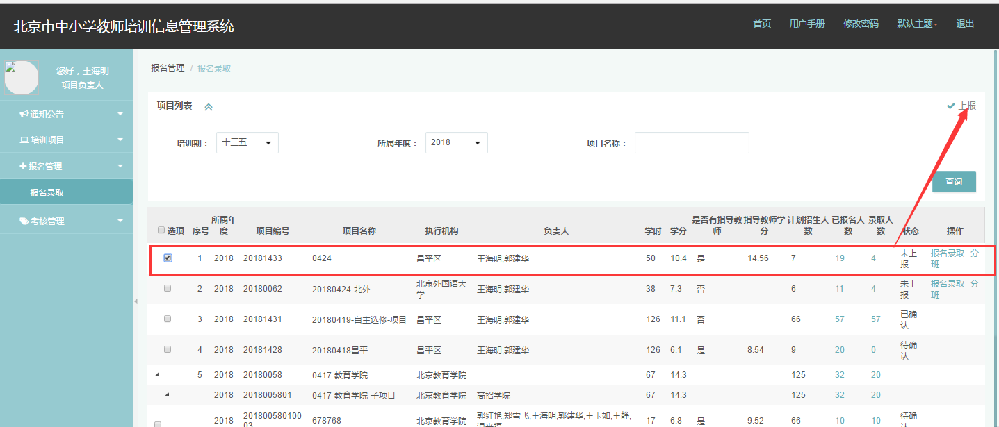 北京市中小学教师培训信息管理系统
首页 用户手册 修改密码 默认主题 退出
您好，王海明
项目负责人
通知公告
培训项目
报名管理
报名录取
考核管理
报名管理 / 报名录取
项目列表
上报
培训期： 十三五 所属年度： 2018 项目名称：
查询
选项 序号 所属年度 项目编号 项目名称 执行机构 负责人 学时 学分 是否有指导教师 指导教师学分 计划招生人数 已报名人数 录取人数 状态 操作
1 2018 20181433 0424 昌平区 王海明,郭建华 50 10.4 是 14.56 7 19 4 未上报 报名录取 分班
2 2018 20180062 20180424-北外 北京外国语大学 王海明,郭建华 38 7.3 否 6 11 4 未上报 报名录取 分班
3 2018 20181431 20180419-自主选修-项目 昌平区 王海明,郭建华 126 11.1 否 66 57 57 已确认
4 2018 20181428 20180418昌平 昌平区 王海明,郭建华 126 6.1 是 8.54 9 20 0 待确认
5 2018 20180058 0417-教育学院 北京教育学院 67 14.3 125 32 20
2018 2018005801 0417-教育学院-子项目 北京教育学院 高招学院 67 14.3 125 32 20
2018 20180058010003 678768 北京教育学院 郭红艳,郑雪飞,王海明,郭建华,王玉如,王静, 17 6.8 是 9.52 66 10 10 待确认